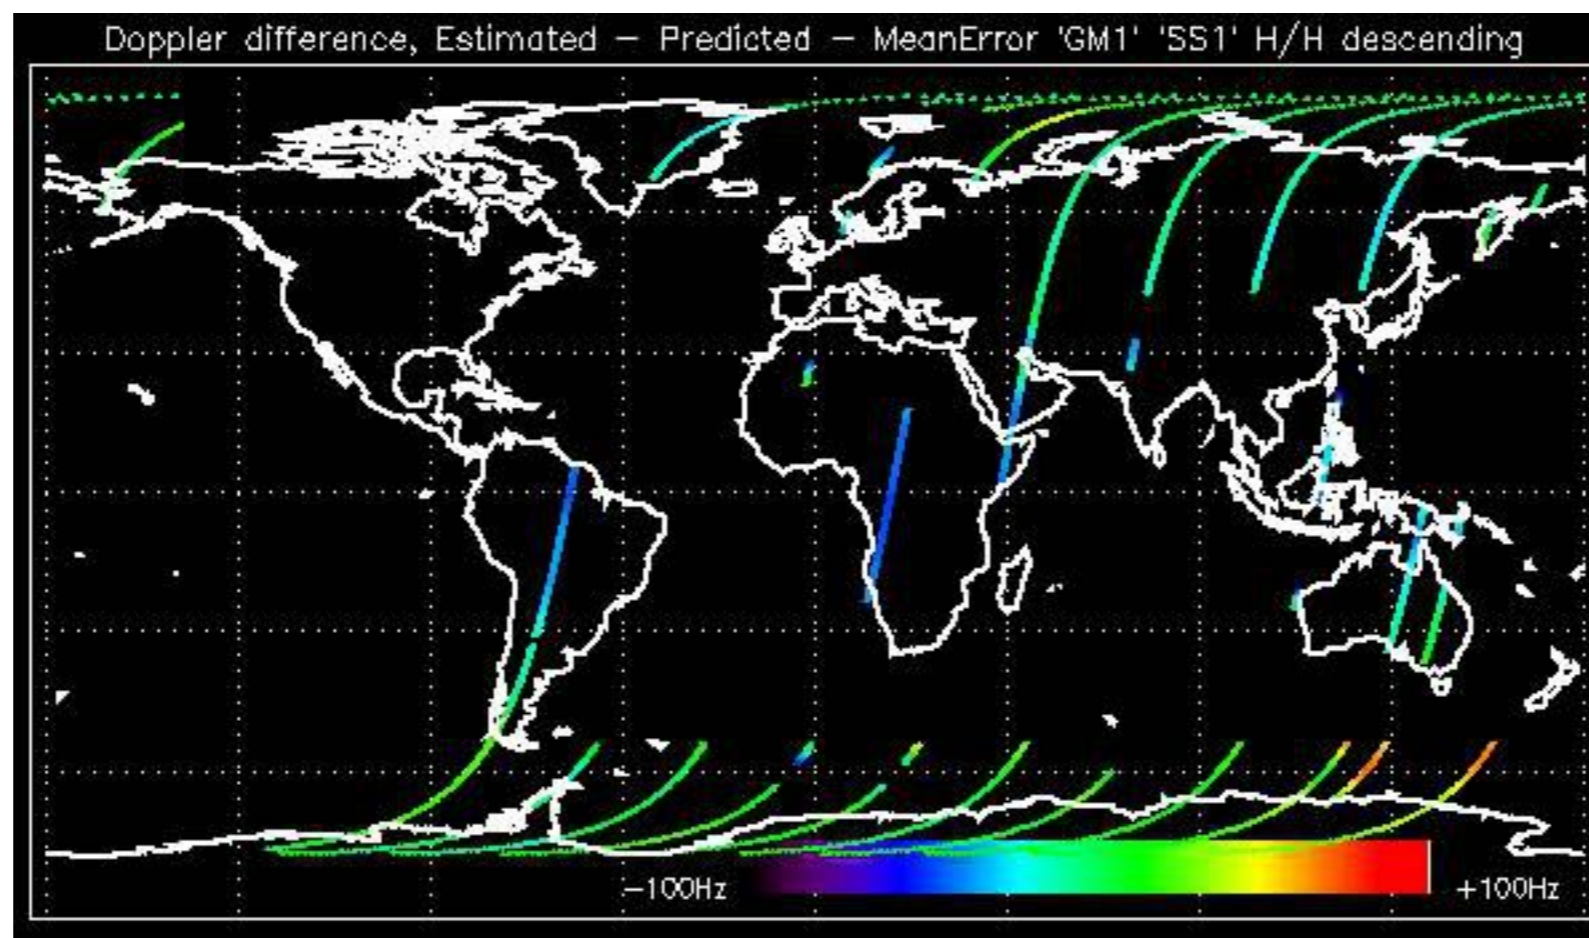 Doppler difference, Estimated – Predicted – MeanError 'GM1' 'SS1' H/H descending
–100Hz +100Hz